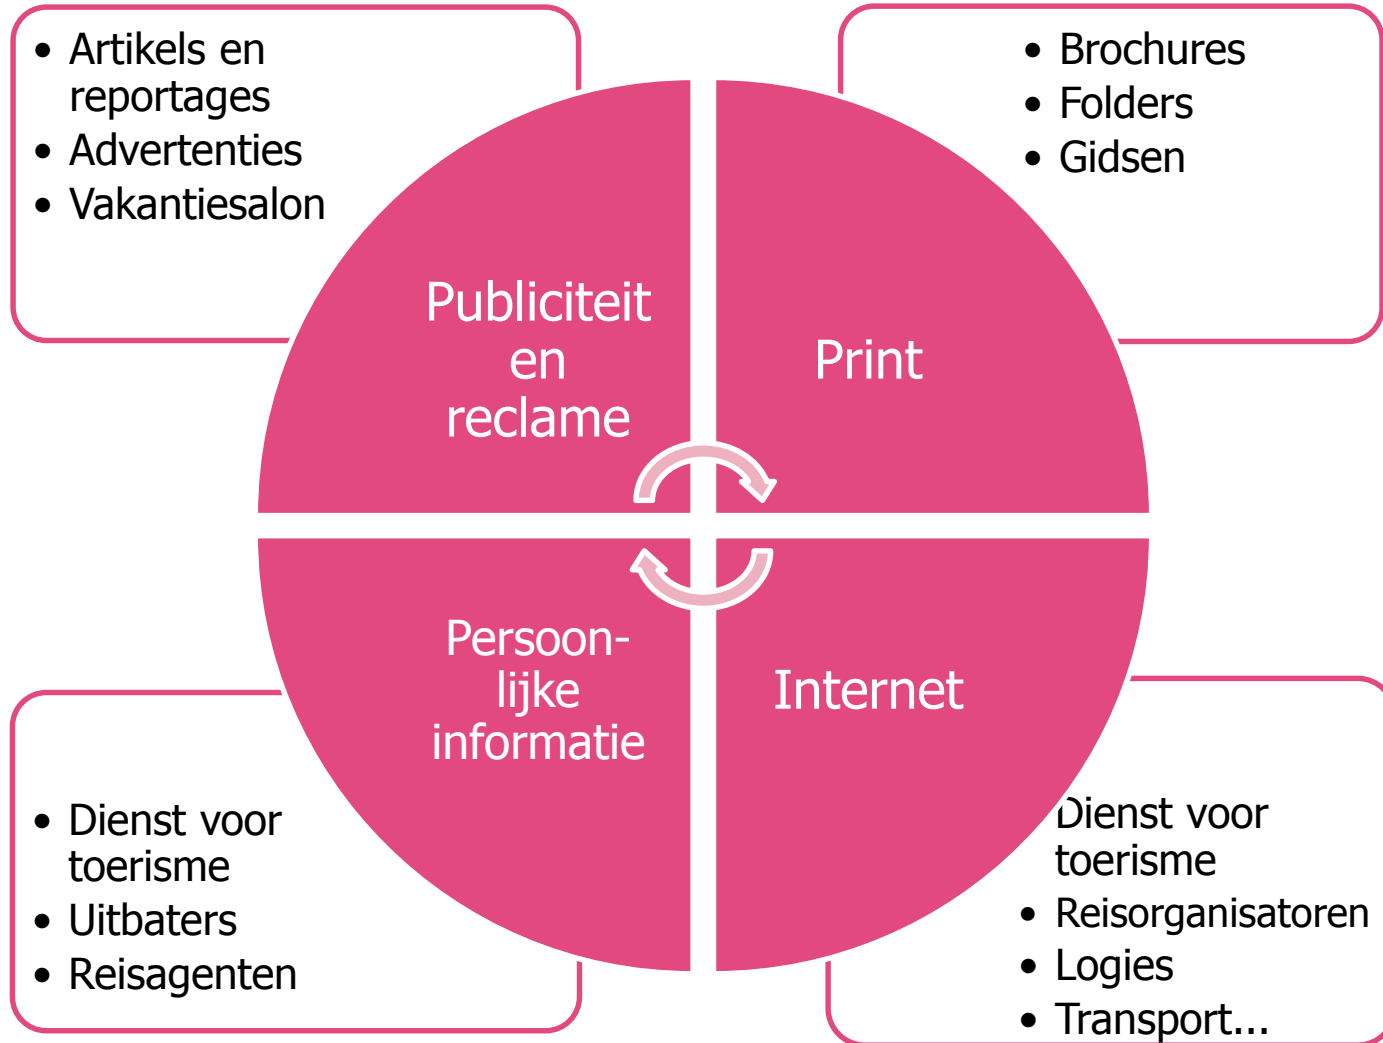 • Artikels en
reportages
• Advertenties
• Vakantiesalon
• Brochures
• Folders
• Gidsen
Publiciteit
en
reclame
Print
Persoon-
lijke
informatie
Internet
• Dienst voor
toerisme
• Uitbaters
• Reisagenten
Dienst voor
toerisme
• Reisorganisatoren
• Logies
• Transport...